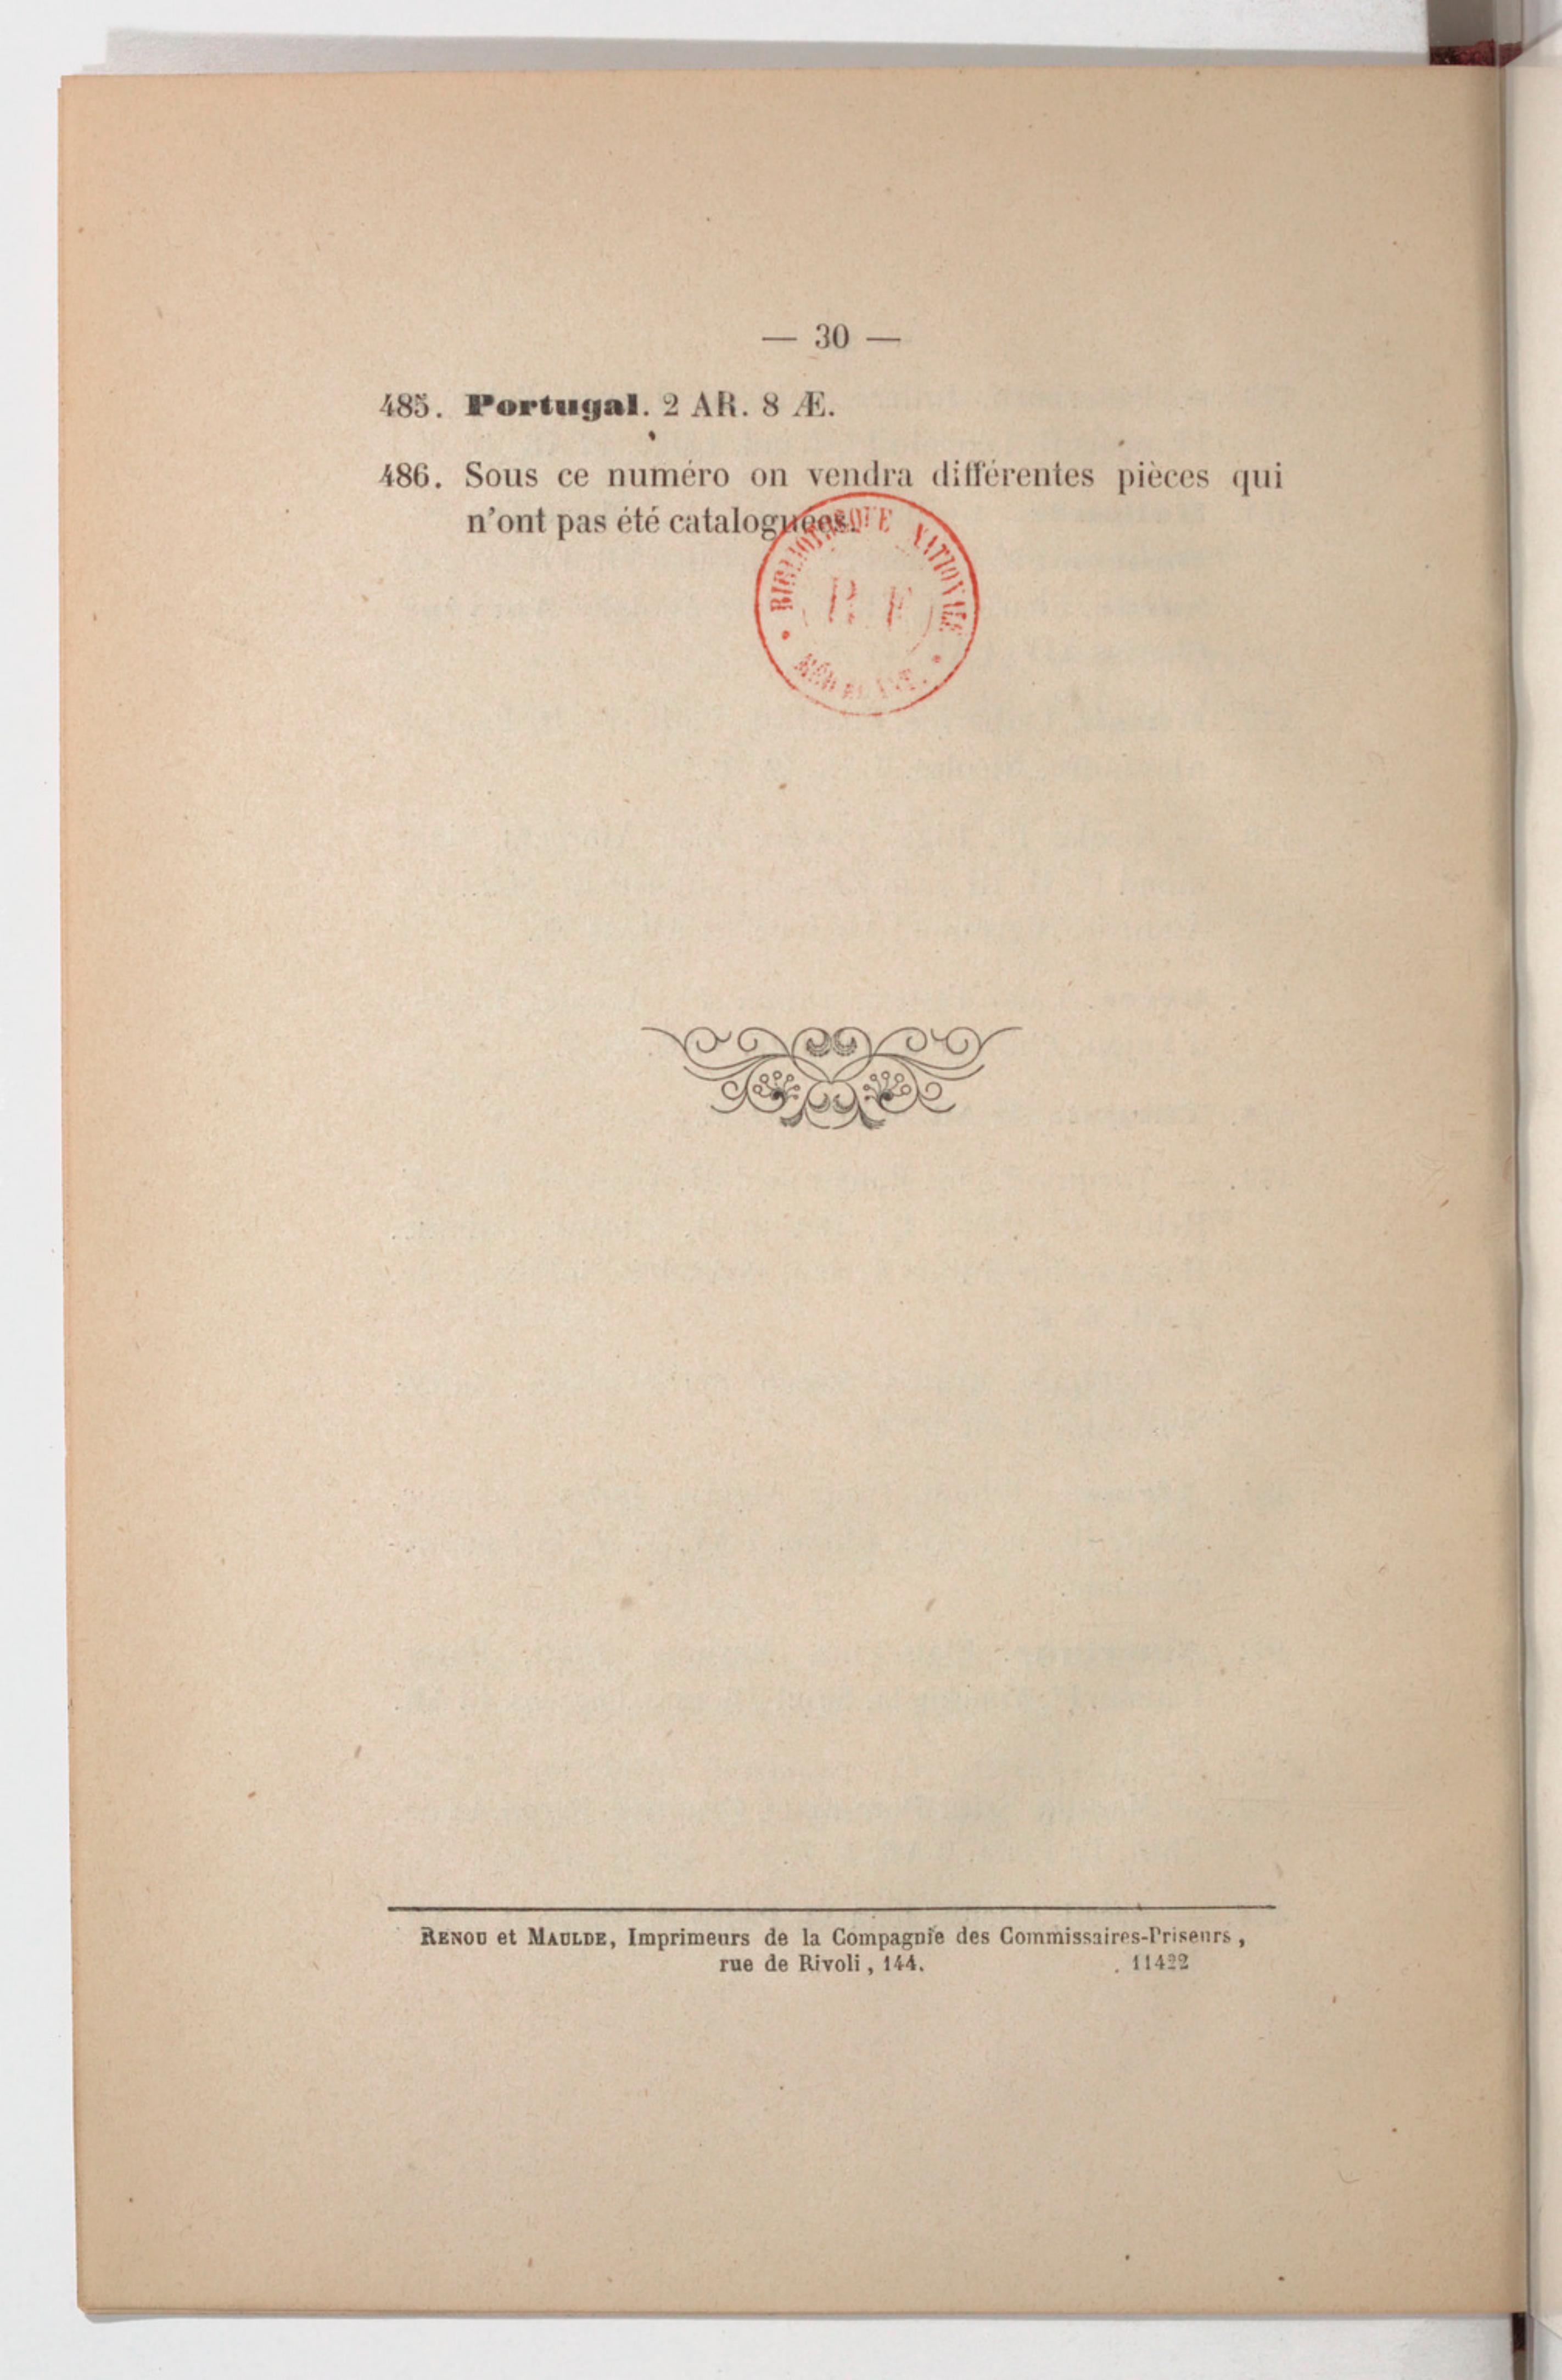 — 30 —
485. Portugal. 2 AR. 8 Æ.
486. Sous ce numéro on vendra différentes pièces qui
n'ont pas été cataloguées.
BIBLIOTHÈQUE NATIONALE
R F
RENOU et MAULDE, Imprimeurs de la Compagnie des Commissaires-Priseurs,
rue de Rivoli, 144. 11422